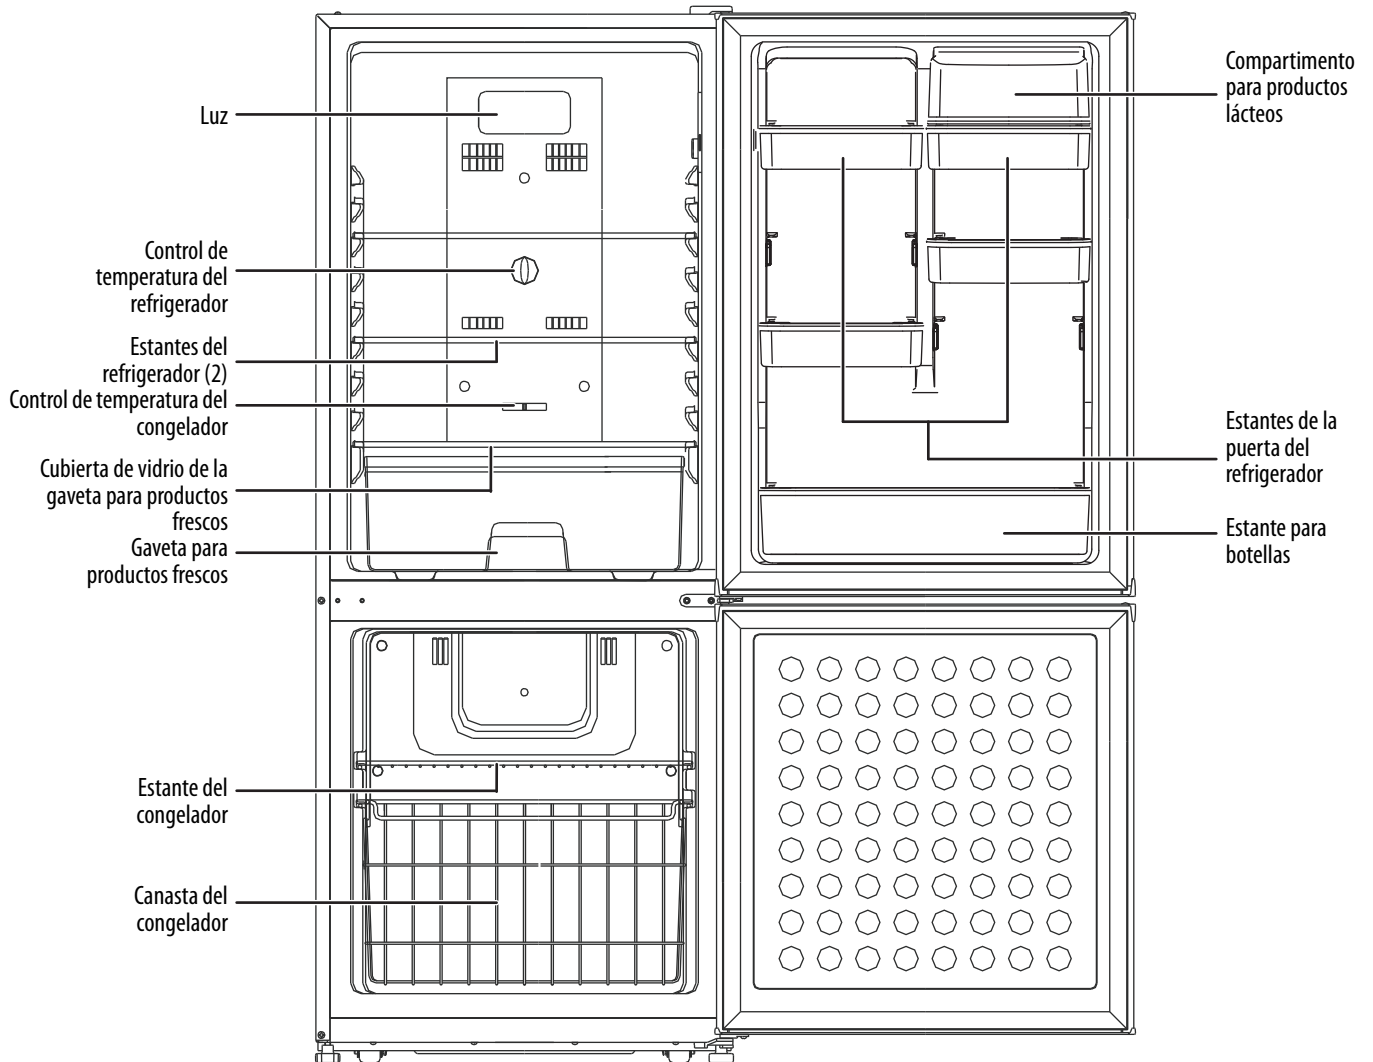 Luz
Control de
temperatura del
refrigerador
Estantes del
refrigerador (2)
Control de temperatura del
congelador
Cubierta de vidrio de la
gaveta para productos
frescos
Gaveta para
productos frescos
Estante del
congelador
Canasta del
congelador
Compartimento
para productos
lácteos
Estantes de la
puerta del
refrigerador
Estante para
botellas